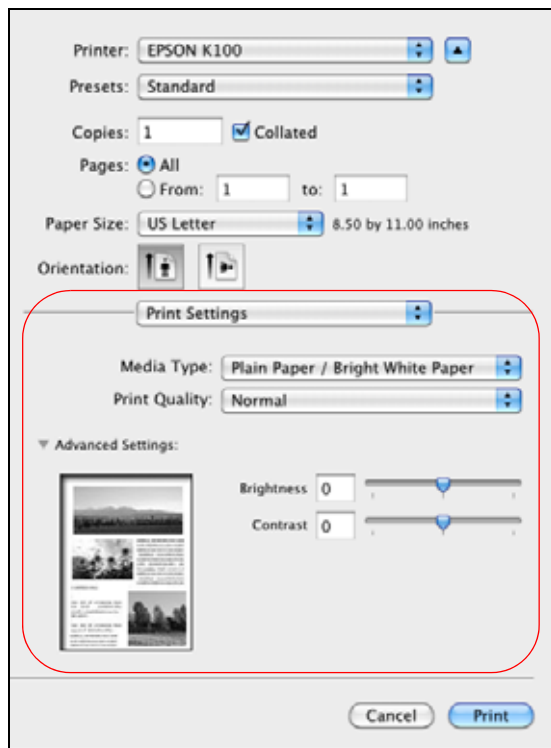 Printer: EPSON K100
Presets: Standard
Copies: 1 Collated
Pages: All
From: 1 to: 1
Paper Size: US Letter 8.50 by 11.00 inches
Orientation:
Print Settings
Media Type: Plain Paper / Bright White Paper
Print Quality: Normal
Advanced Settings:
Brightness 0
Contrast 0
Cancel Print